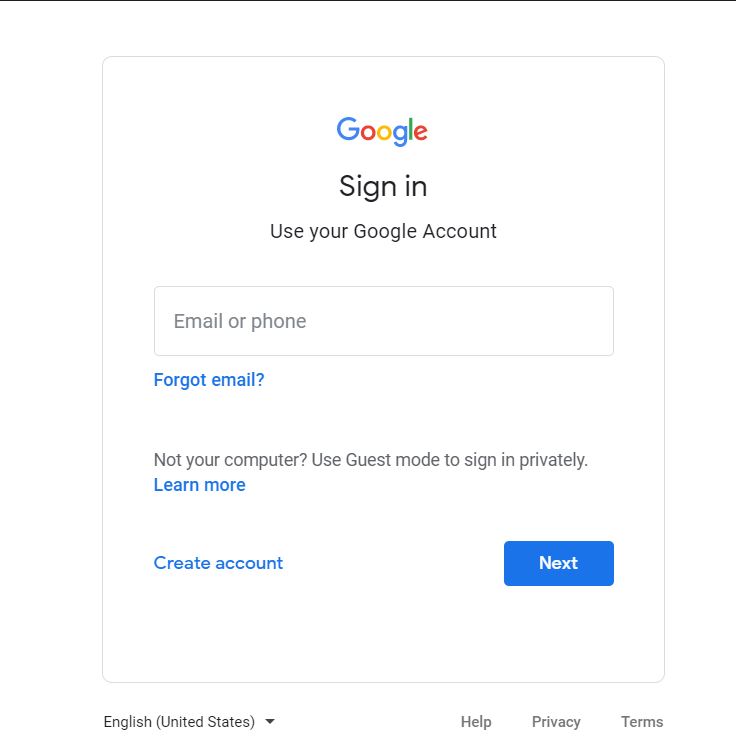 Google
Sign in
Use your Google Account
Email or phone
Forgot email?
Not your computer? Use Guest mode to sign in privately.
Learn more
Create account
Next
English (United States)
Help Privacy Terms